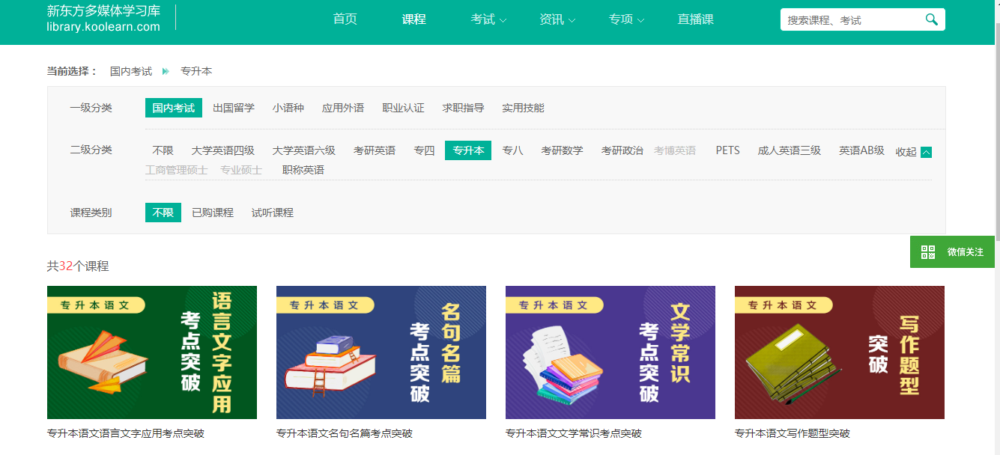 新东方多媒体学习库
library.koolearn.com
首页 课程 考试 资讯 专项 直播课
搜索课程、考试
当前选择： 国内考试 专升本
一级分类 国内考试 出国留学 小语种 应用外语 职业认证 求职指导 实用技能
二级分类 不限 大学英语四级 大学英语六级 考研英语 专四 专升本 专八 考研数学 考研政治 考博英语 PETS 成人英语三级 英语AB级 收起
工商管理硕士 专业硕士 职称英语
课程类别 不限 已购课程 试听课程
微信关注
共32个课程
专升本语文
语言文字应用
考点突破
专升本语文
名句名篇
考点突破
专升本语文
文学常识
考点突破
专升本语文
写作题型
突破
专升本语文语言文字应用考点突破
专升本语文名句名篇考点突破
专升本语文文学常识考点突破
专升本语文写作题型突破